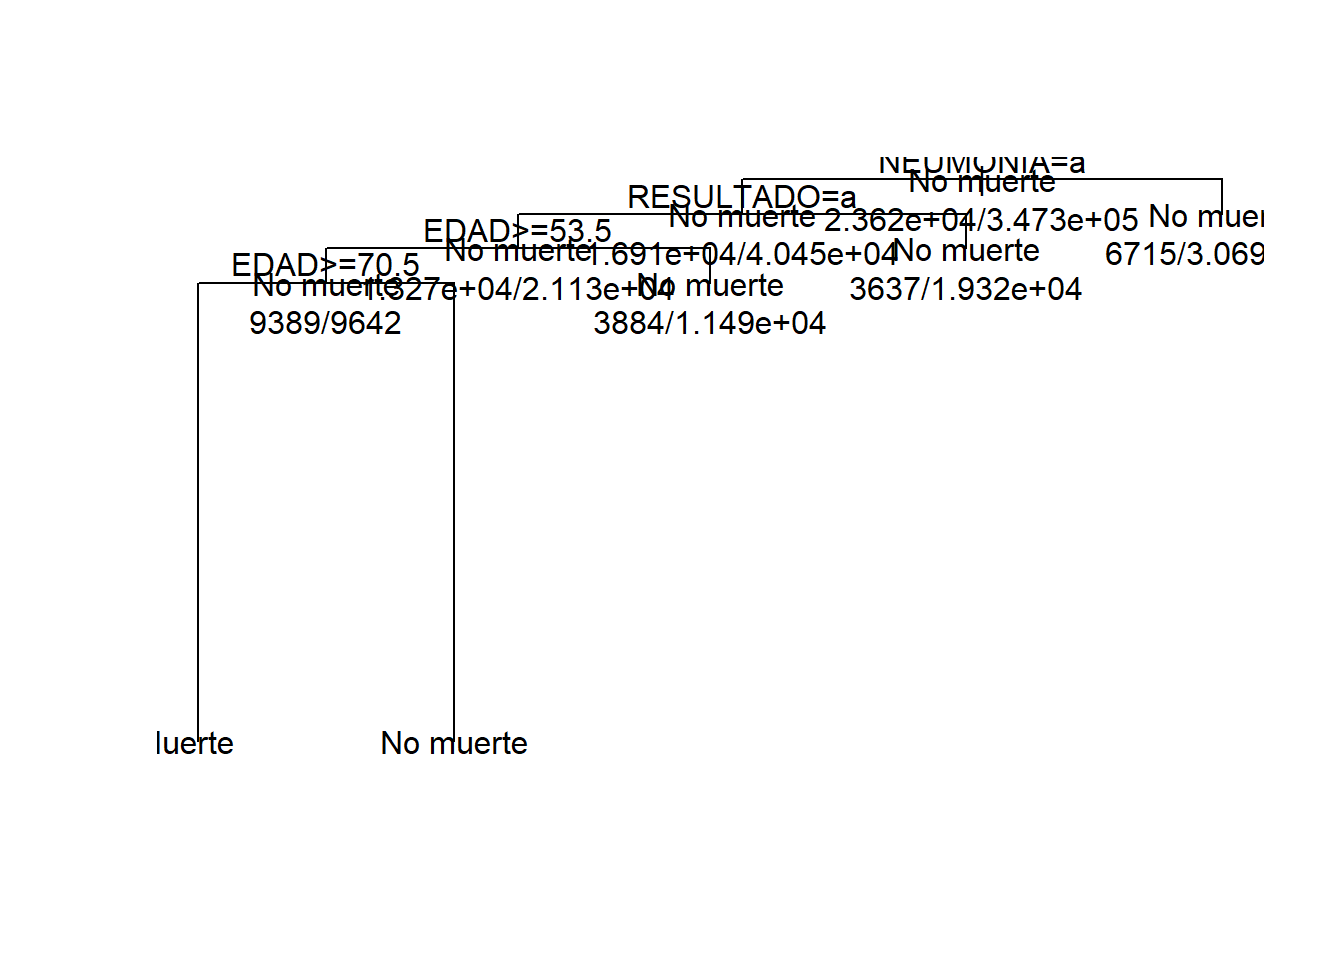 NEUMONIA=a
No muerte
RESULTADO=a
No muerte
2.362e+04/3.473e+05
No muer
EDAD>=53.5
No muerte
1.691e+04/4.045e+04
No muerte
6715/3.069
EDAD>=70.5
No muerte
1.327e+04/2.113e+04
No muerte
3637/1.932e+04
9389/9642
3884/1.149e+04
uerte
No muerte